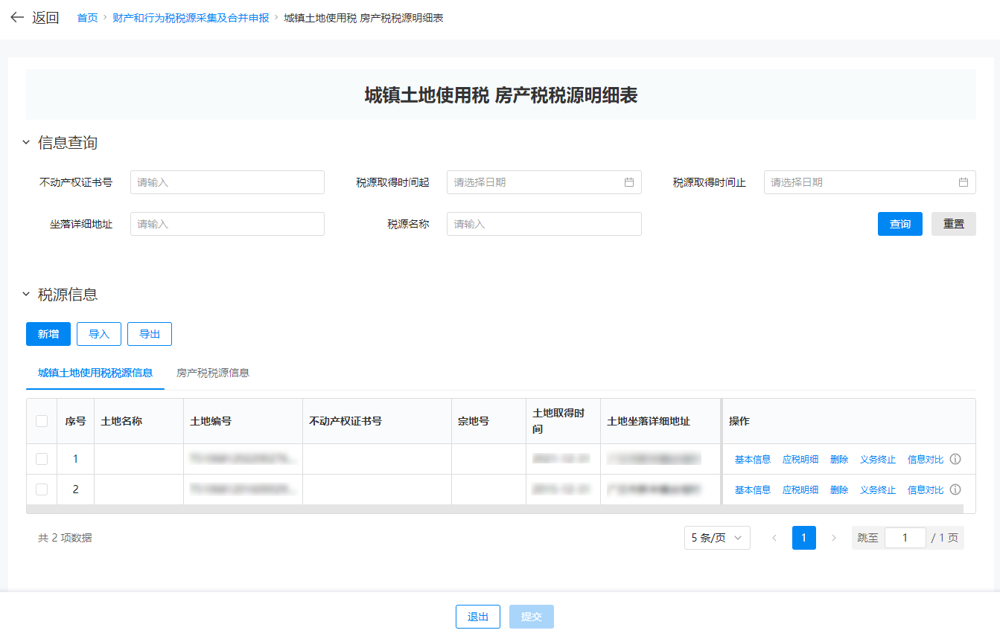 返回 首页 > 财产和行为税税源采集及合并申报 > 城镇土地使用税 房产税税源明细表
城镇土地使用税 房产税税源明细表
信息查询
不动产权证书号 请输入 税源取得时间起 请选择日期 税源取得时间止 请选择日期
坐落详细地址 请输入 税源名称 请输入 查询 重置
税源信息
新增 导入 导出
城镇土地使用税税源信息 房产税税源信息
序号 土地名称 土地编号 不动产权证书号 宗地号 土地取得时间 土地坐落详细地址 操作
1 基本信息 应税明细 删除 义务终止 信息对比
2 基本信息 应税明细 删除 义务终止 信息对比
共 2 项数据 5 条/页 < 1 > 跳至 1 / 1 页
退出 提交